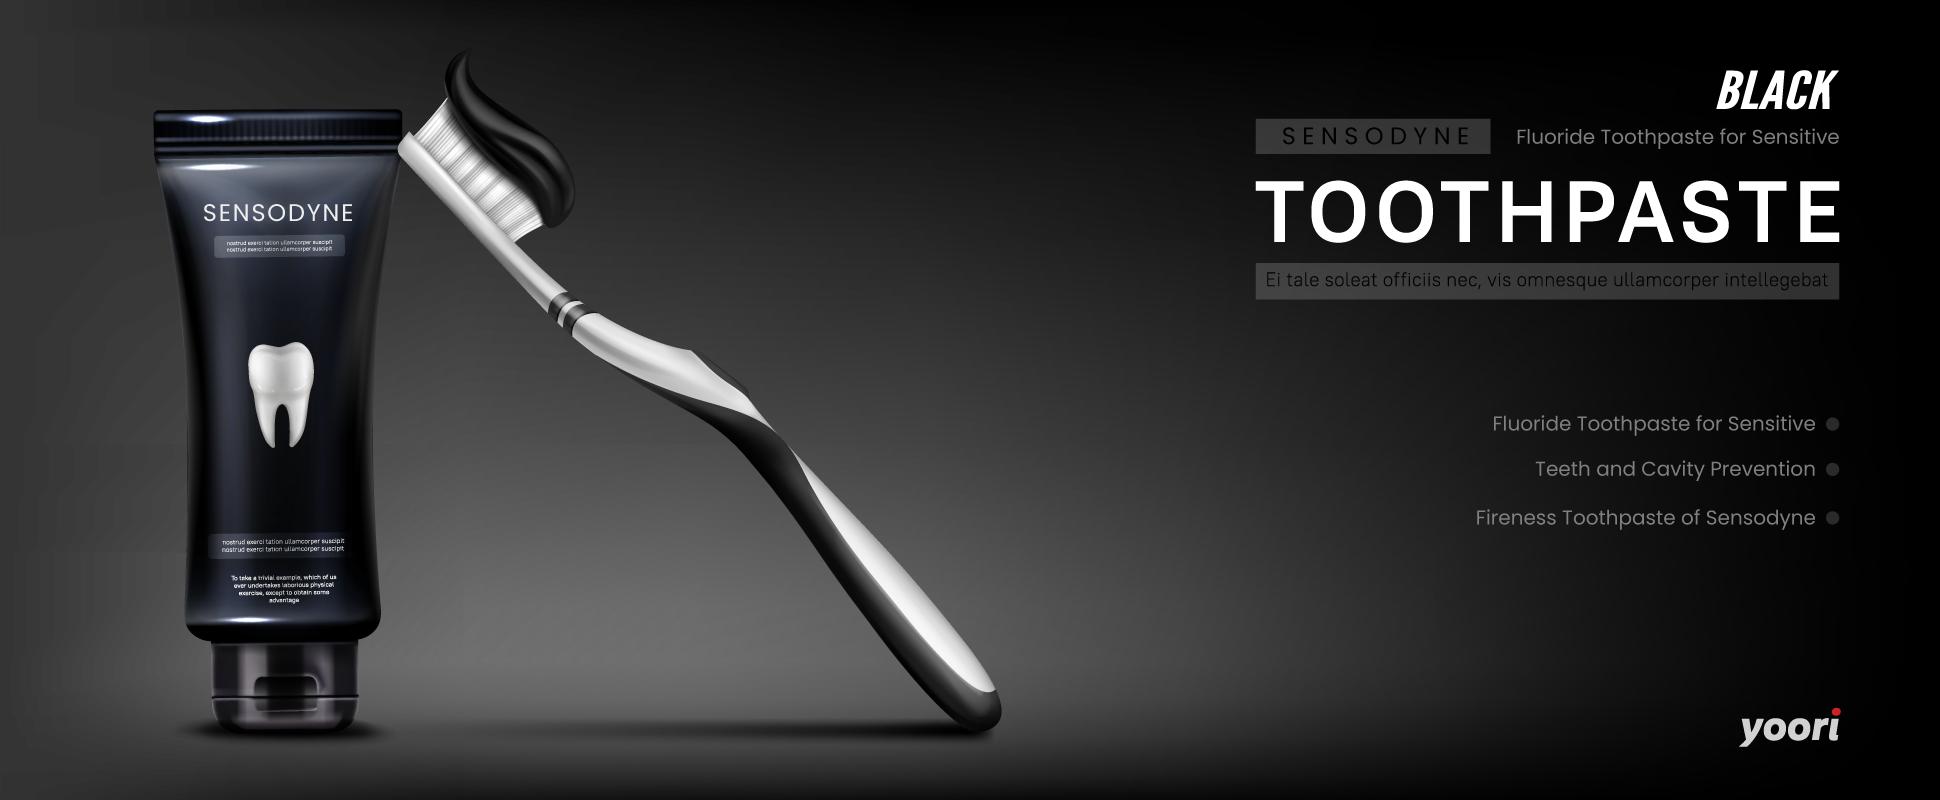 SENSODYNE
nostrud exerci tation ullamcorper suscipit
nostrud exerci tation ullamcorper suscipit
nostrud exerci tation ullamcorper suscipit
nostrud exerci tation ullamcorper suscipit
To take a trivial example, which of us
ever undertakes laborious physical
exercise, except to obtain some
advantage
BLACK
SENSODYNE
Fluoride Toothpaste for Sensitive
TOOTHPASTE
Ei tale soleat officiis nec, vis omnesque ullamcorper intellegebat
Fluoride Toothpaste for Sensitive
Teeth and Cavity Prevention
Fireness Toothpaste of Sensodyne
yoori